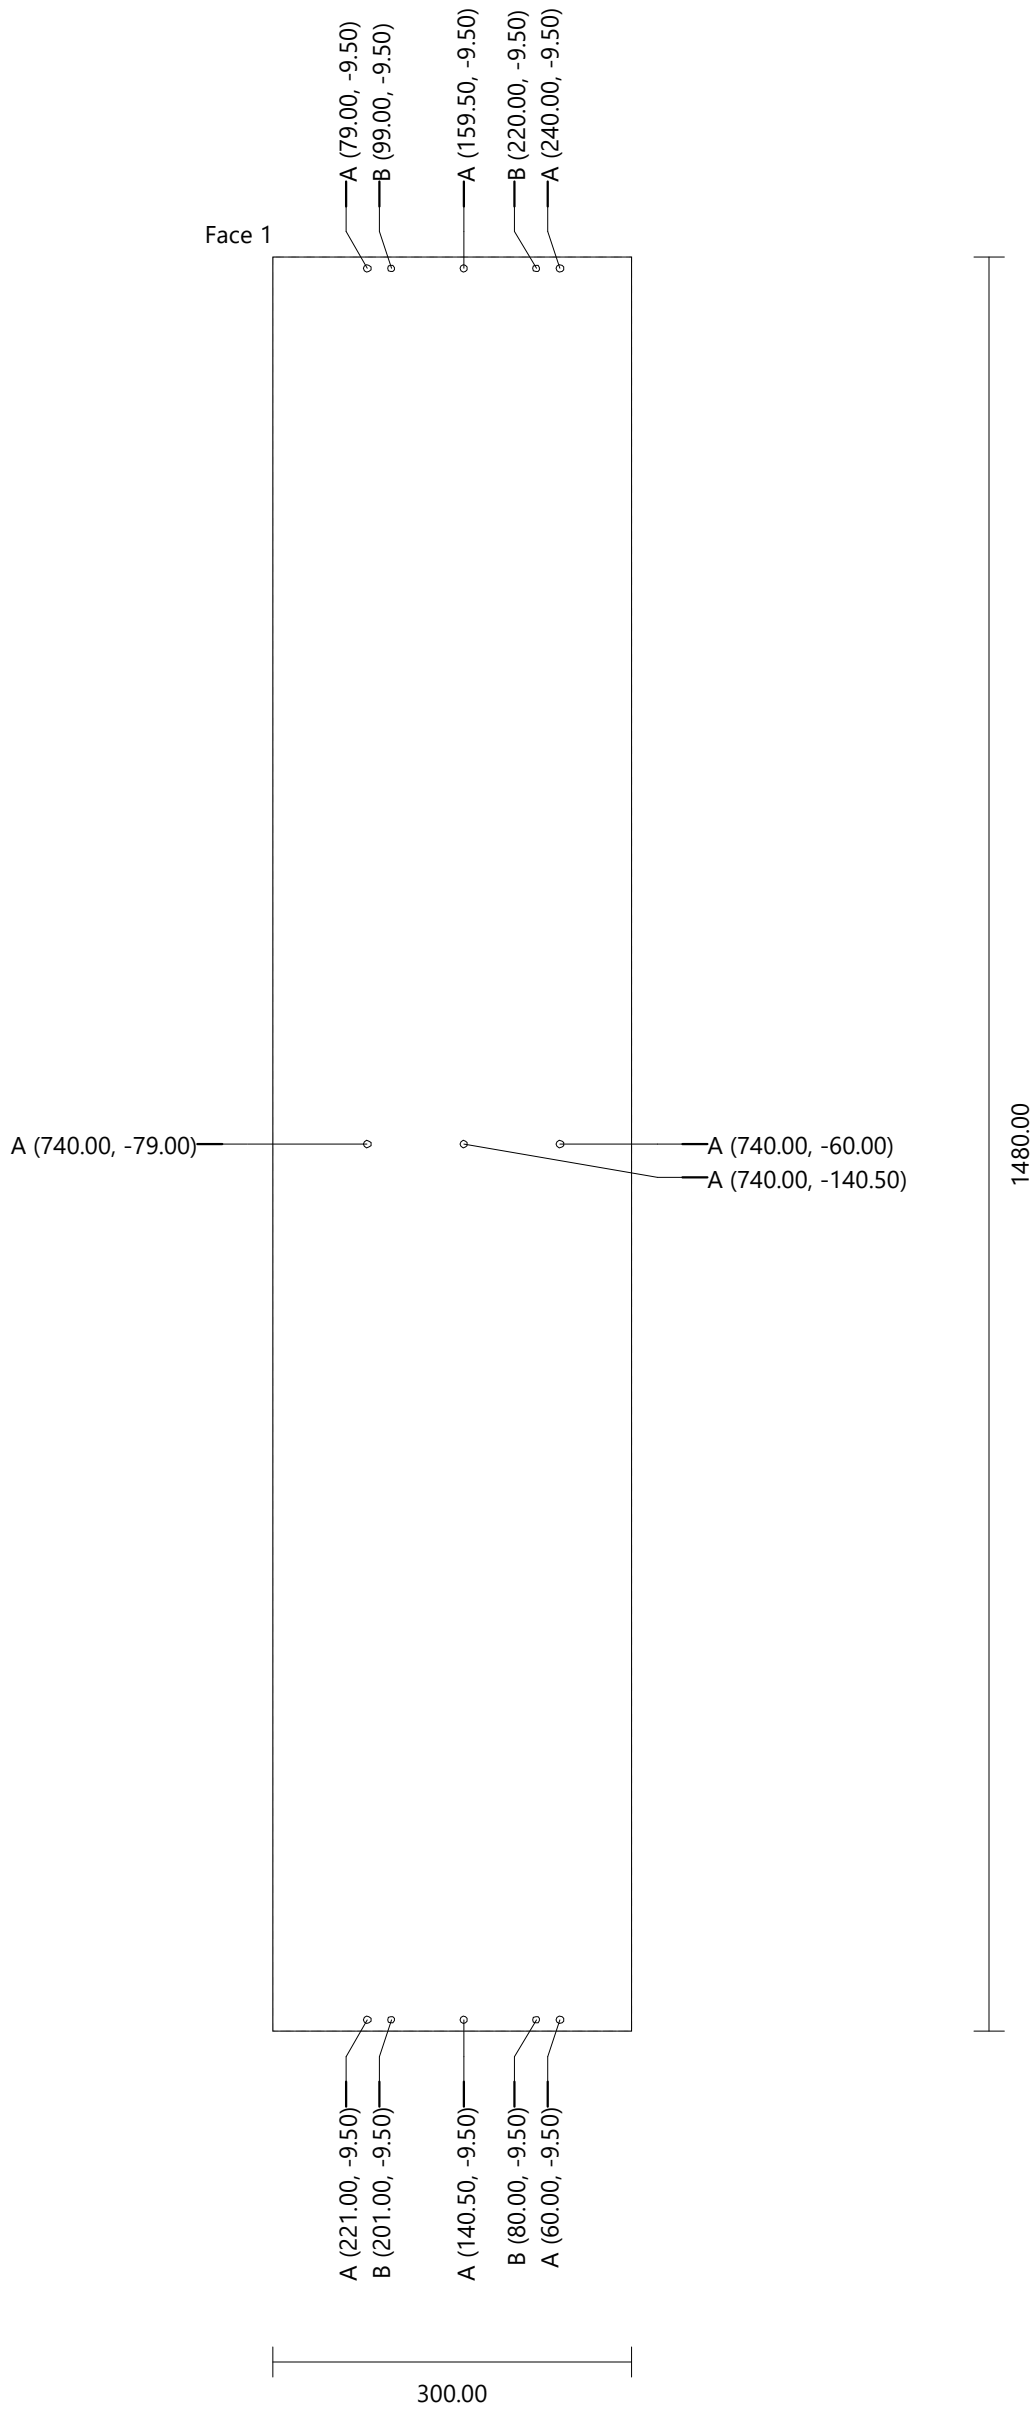 A (79.00, -9.50)
B (99.00, -9.50)
A (159.50, -9.50)
B (220.00, -9.50)
A (240.00, -9.50)
Face 1
A (740.00, -79.00)
A (740.00, -60.00)
A (740.00, -140.50)
1480.00
A (221.00, -9.50)
B (201.00, -9.50)
A (140.50, -9.50)
B (80.00, -9.50)
A (60.00, -9.50)
300.00